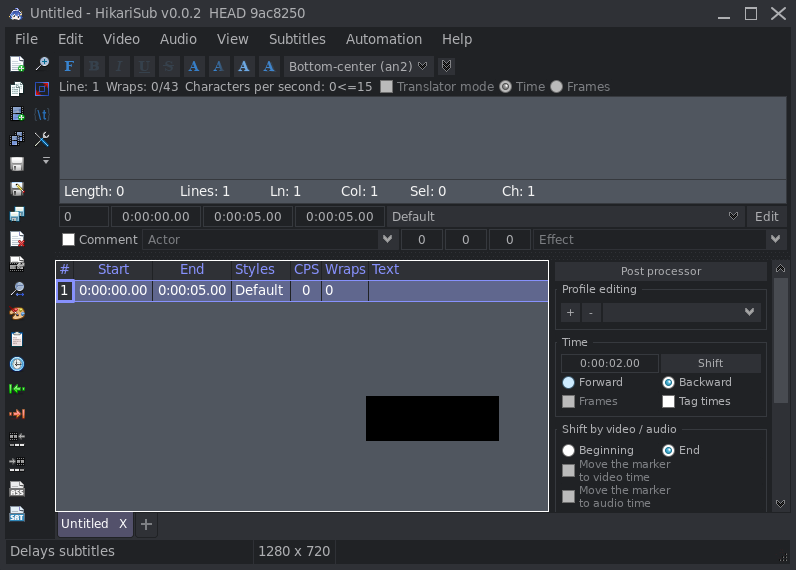 Untitled - HikariSub v0.0.2 HEAD 9ac8250
File Edit Video Audio View Subtitles Automation Help
F B I U S A A A A Bottom-center (an2)
Line: 1 Wraps: 0/43 Characters per second: 0<=15 Translator mode Time Frames
\t
Length: 0 Lines: 1 Ln: 1 Col: 1 Sel: 0 Ch: 1
0 0:00:00.00 0:00:05.00 0:00:05.00 Default Edit
Comment Actor 0 0 0 Effect
# Start End Styles CPS Wraps Text
1 0:00:00.00 0:00:05.00 Default 0 0
Post processor
Profile editing
+ -
Time
0:00:02.00 Shift
Forward Backward
Frames Tag times
Shift by video / audio
Beginning End
Move the marker
to video time
Move the marker
to audio time
ASS
SRT
Untitled X +
Delays subtitles 1280 x 720